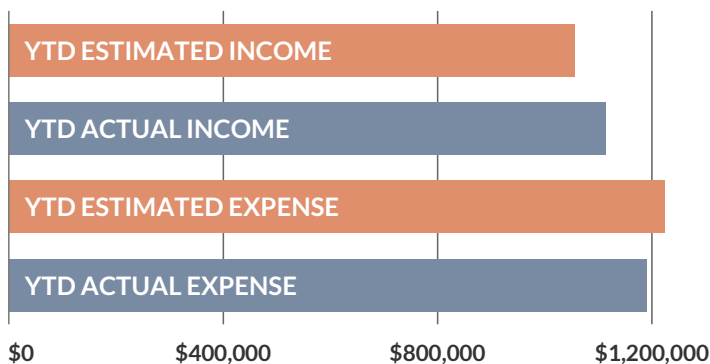 YTD ESTIMATED INCOME
YTD ACTUAL INCOME
YTD ESTIMATED EXPENSE
YTD ACTUAL EXPENSE
$0 $400,000 $800,000 $1,200,000